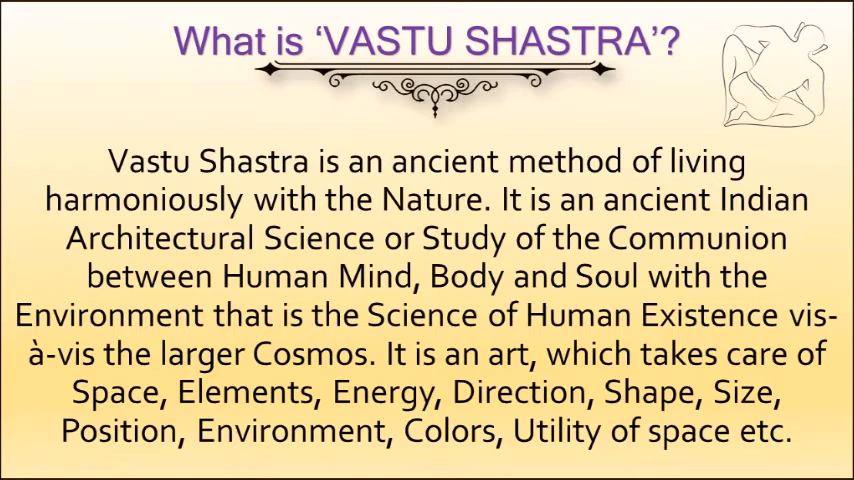 What is ‘VASTU SHASTRA’?
Vastu Shastra is an ancient method of living
harmoniously with the Nature. It is an ancient Indian
Architectural Science or Study of the Communion
between Human Mind, Body and Soul with the
Environment that is the Science of Human Existence vis-
à-vis the larger Cosmos. It is an art, which takes care of
Space, Elements, Energy, Direction, Shape, Size,
Position, Environment, Colors, Utility of space etc.